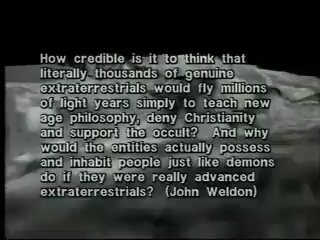 How credible is it to think that
literally thousands of genuine
extraterrestrials would fly millions
of light years simply to teach new
age philosophy, deny Christianity
and support the occult?  And why
would the entities actually possess
and inhabit people just like demons
do if they were really advanced
extraterrestrials?  (John Weldon)